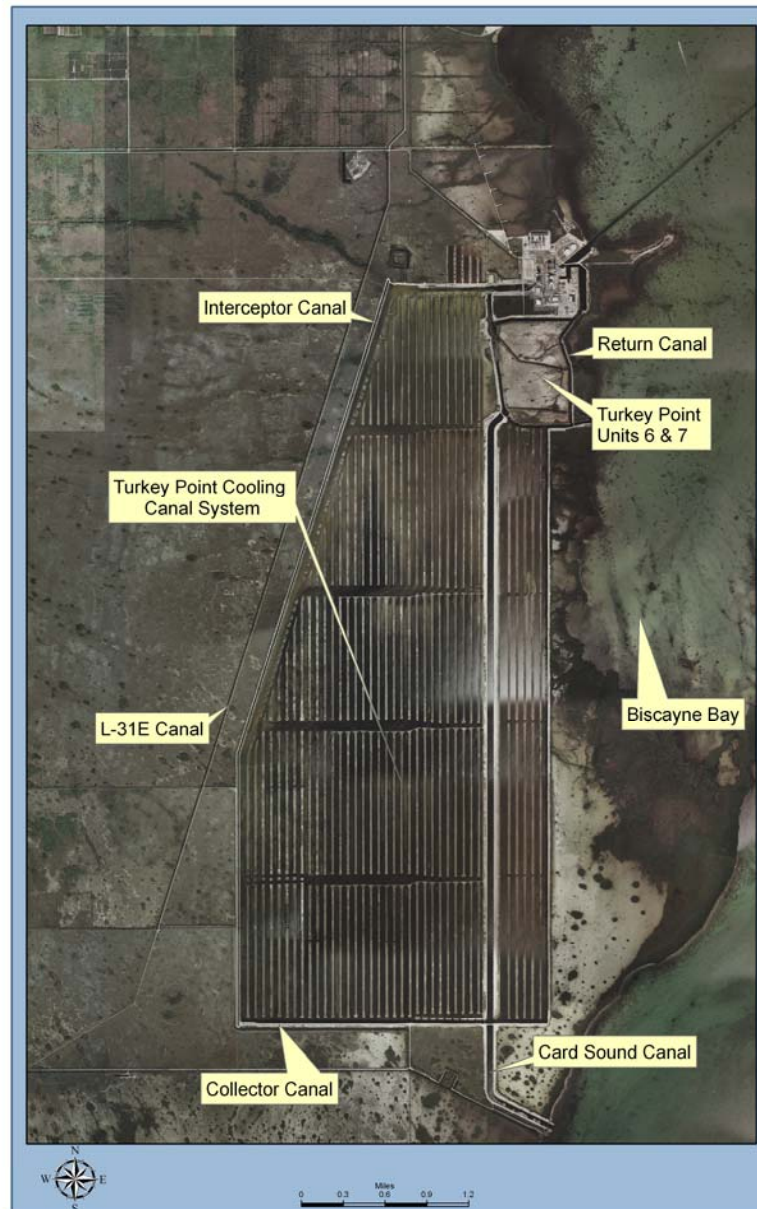 Interceptor Canal
Return Canal
Turkey Point
Units 6 & 7
Turkey Point Cooling
Canal System
L-31E Canal
Biscayne Bay
Card Sound Canal
Collector Canal
N
W
E
S
Miles
0 0.3 0.6 0.9 1.2